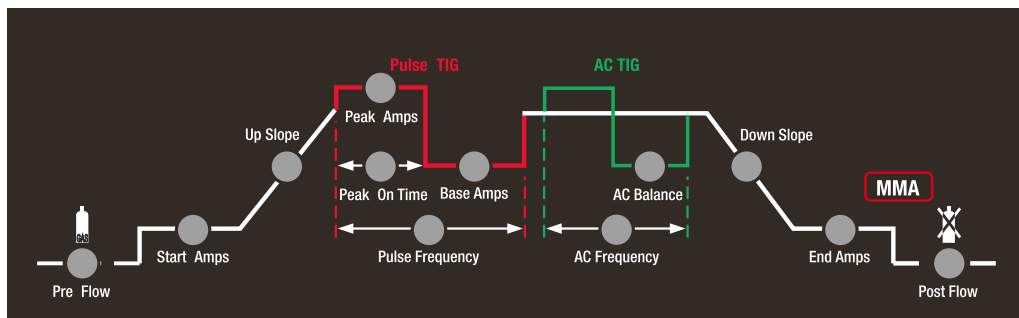 Pulse TIG
AC TIG
Peak Amps
Up Slope
Down Slope
Peak On Time
Base Amps
AC Balance
MMA
GAS
Start Amps
Pulse Frequency
AC Frequency
End Amps
Pre Flow
Post Flow